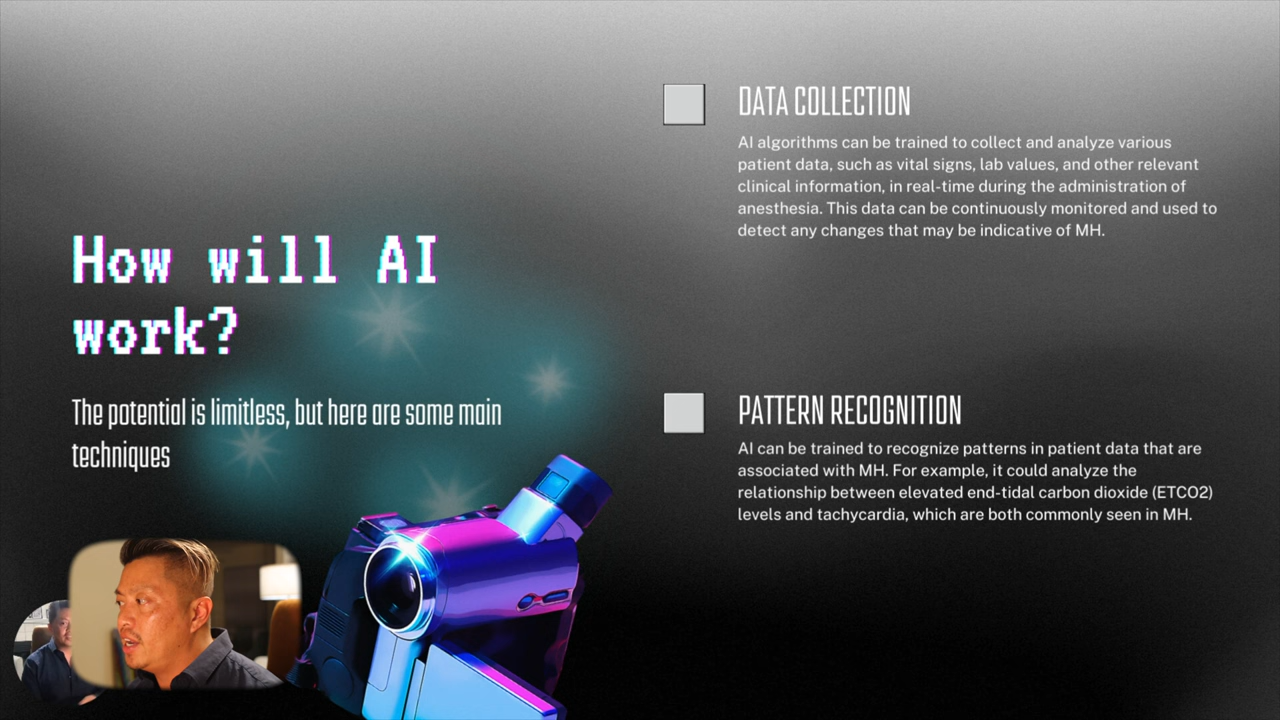 How will AI
work?
The potential is limitless, but here are some main
techniques
DATA COLLECTION
AI algorithms can be trained to collect and analyze various
patient data, such as vital signs, lab values, and other relevant
clinical information, in real-time during the administration of
anesthesia. This data can be continuously monitored and used to
detect any changes that may be indicative of MH.
PATTERN RECOGNITION
AI can be trained to recognize patterns in patient data that are
associated with MH. For example, it could analyze the
relationship between elevated end-tidal carbon dioxide (ETCO2)
levels and tachycardia, which are both commonly seen in MH.